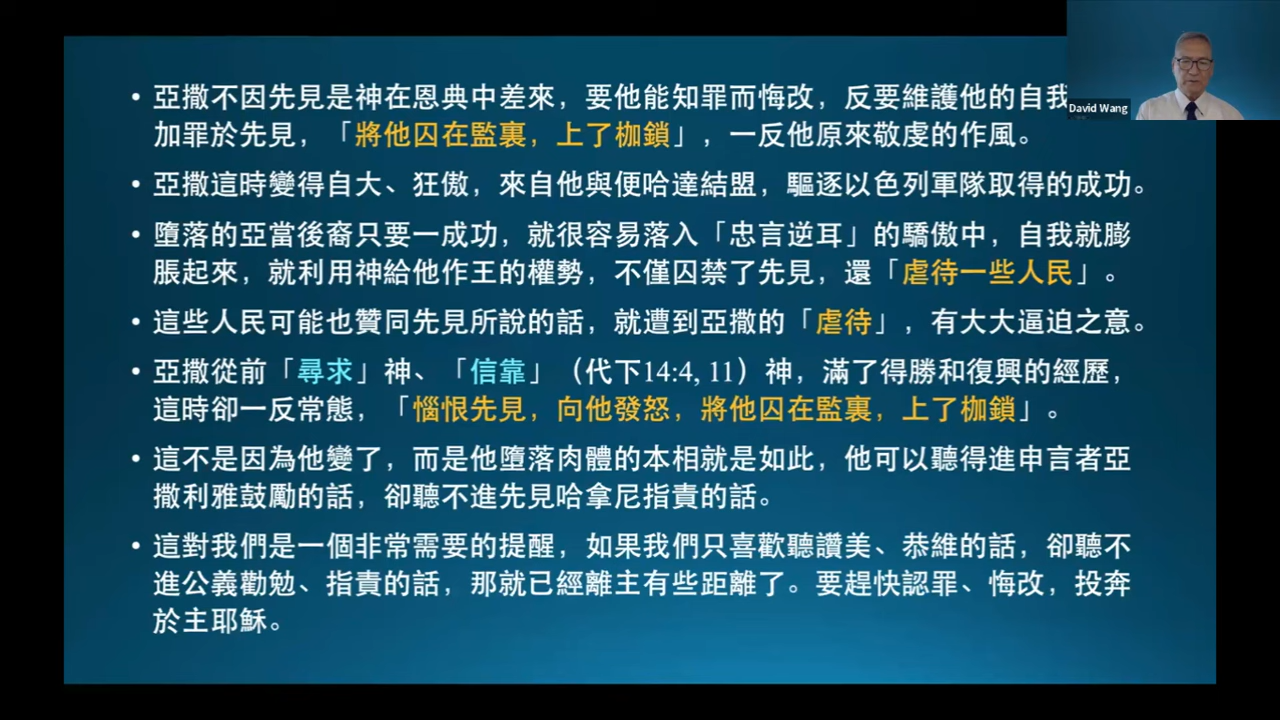 • 亞撒不因先見是神在恩典中差來，要他能知罪而悔改，反要維護他的自我
加罪於先見，「將他囚在監裏，上了枷鎖」，一反他原來敬虔的作風。
• 亞撒這時變得自大、狂傲，來自他與便哈達結盟，驅逐以色列軍隊取得的成功。
• 墮落的亞當後裔只要一成功，就很容易落入「忠言逆耳」的驕傲中，自我就膨
脹起來，就利用神給他作王的權勢，不僅囚禁了先見，還「虐待一些人民」。
• 這些人民可能也贊同先見所說的話，就遭到亞撒的「虐待」，有大大逼迫之意。
• 亞撒從前「尋求」神、「信靠」（代下14:4, 11）神，滿了得勝和復興的經歷，
這時卻一反常態，「惱恨先見，向他發怒，將他囚在監裏，上了枷鎖」。
• 這不是因為他變了，而是他墮落肉體的本相就是如此，他可以聽得進申言者亞
撒利雅鼓勵的話，卻聽不進先見哈拿尼指責的話。
• 這對我們是一個非常需要的提醒，如果我們只喜歡聽讚美、恭維的話，卻聽不
進公義勸勉、指責的話，那就已經離主有些距離了。要趕快認罪、悔改，投奔
於主耶穌。
David Wang